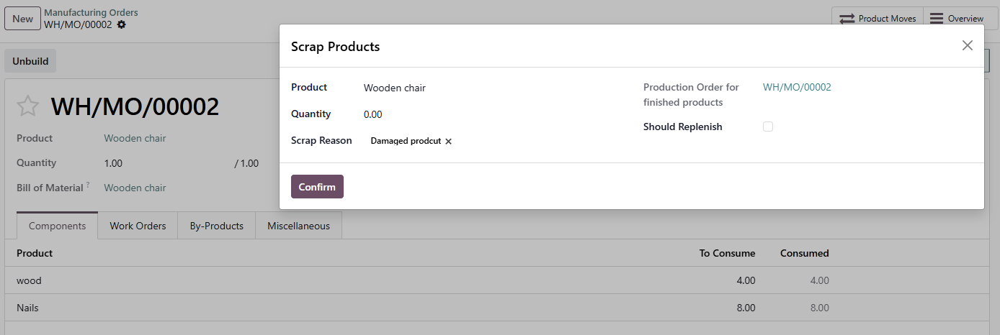 New
Manufacturing Orders
WH/MO/00002
Product Moves
Overview
Unbuild
WH/MO/00002
Product Wooden chair
Quantity 1.00 / 1.00
Bill of Material ? Wooden chair
Scrap Products
Product Wooden chair
Quantity 0.00
Scrap Reason Damaged prodcut ×
Production Order for
finished products WH/MO/00002
Should Replenish
Confirm
Components Work Orders By-Products Miscellaneous
Product To Consume Consumed
wood 4.00 4.00
Nails 8.00 8.00